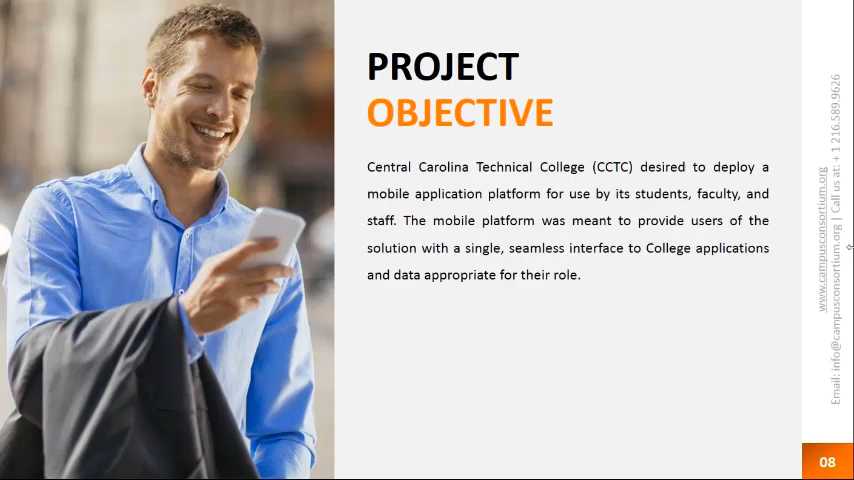 PROJECT
OBJECTIVE
Central Carolina Technical College (CCTC) desired to deploy a
mobile application platform for use by its students, faculty, and
staff. The mobile platform was meant to provide users of the
solution with a single, seamless interface to College applications
and data appropriate for their role.
www.campusconsortium.org
Email: info@campusconsortium.org | Call us at: + 1 216.589.9626
08